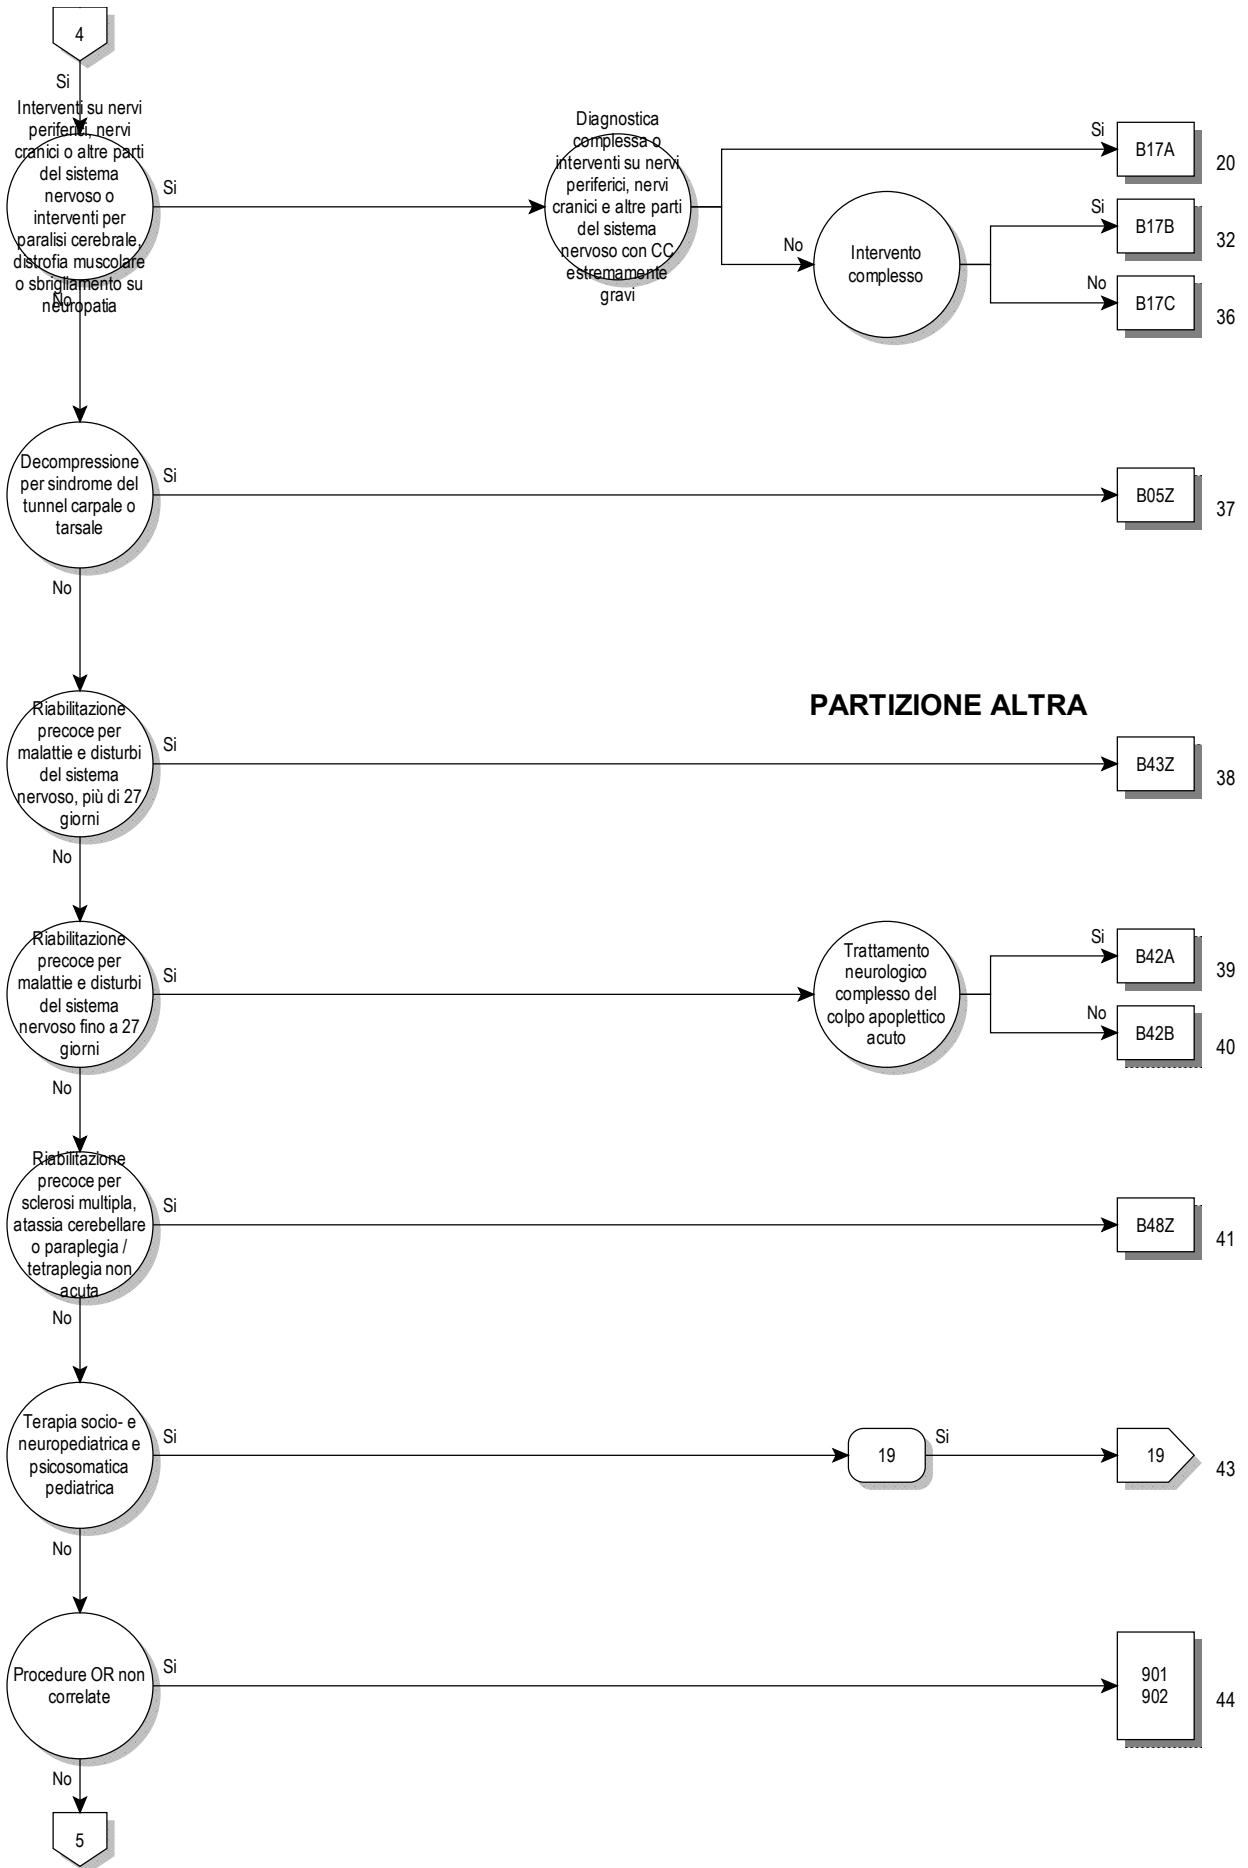 4
Si
Interventi su nervi
periferici, nervi
cranici o altre parti
del sistema
nervoso o
interventi per
paralisi cerebrale,
distrofia muscolare
o sbrigliamento su
neuropatia
Si
No
Diagnostica
complessa o
interventi su nervi
periferici, nervi
cranici e altre parti
del sistema
nervoso con CC
estremamente
gravi
Si
B17A
20
No
Intervento
complesso
Si
B17B
32
No
B17C
36
Decompressione
per sindrome del
tunnel carpale o
tarsale
Si
B05Z
37
No
PARTIZIONE ALTRA
Riabilitazione
precoce per
malattie e disturbi
del sistema
nervoso, più di 27
giorni
Si
B43Z
38
No
Riabilitazione
precoce per
malattie e disturbi
del sistema
nervoso fino a 27
giorni
Si
Trattamento
neurologico
complesso del
colpo apoplettico
acuto
Si
B42A
39
No
B42B
40
No
Riabilitazione
precoce per
sclerosi multipla,
atassia cerebellare
o paraplegia /
tetraplegia non
acuta
Si
B48Z
41
No
Terapia socio- e
neuropediatrica e
psicosomatica
pediatrica
Si
19
Si
19
43
No
Procedure OR non
correlate
Si
901
902
44
No
5